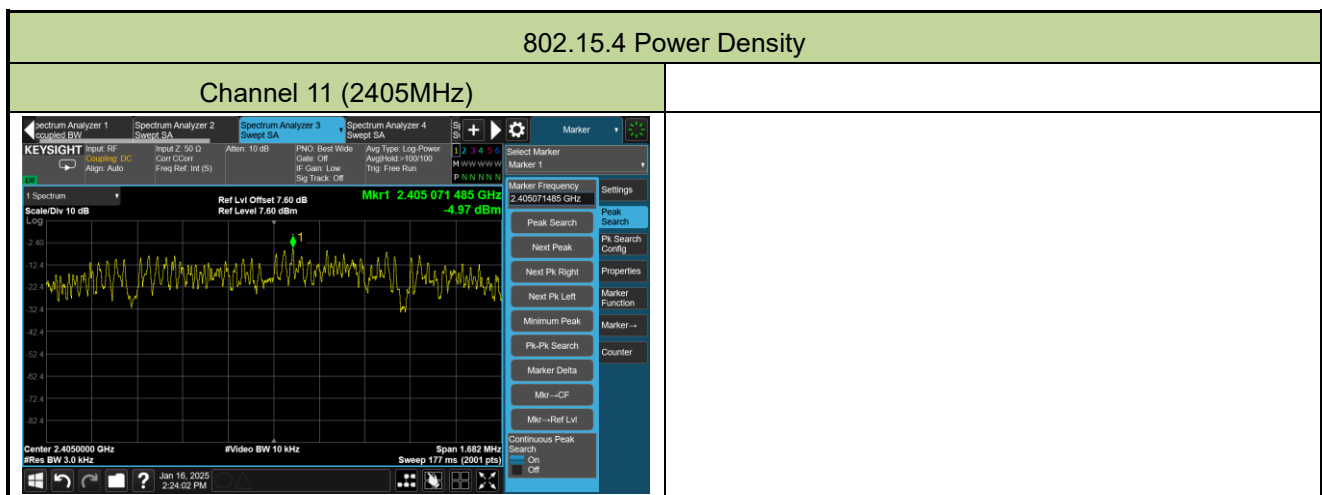 802.15.4 Power Density
Channel 11 (2405MHz)
Spectrum Analyzer 2
Swept SA
Spectrum Analyzer 3
Swept SA
Spectrum Analyzer 4
Swept SA
+
Marker
KEYSIGHT
Input: RF
Coupling: DC
Align: Auto
Input Z: 50 Ω
Corr CCorr
Freq Ref: Int (S)
Atten: 10 dB
PNO: Best Wide
Gate: Off
IF Gain: Low
Sig Track: Off
Avg Type: Log-Power
Avg|Hold:>100/100
Trig: Free Run
1 2 3 4 5 6
M W W W W W
P N N N N N
Select Marker
Marker 1
1 Spectrum
Scale/Div 10 dB
Log
Ref Lvl Offset 7.60 dB
Ref Level 7.60 dBm
Mkr1 2.405 071 485 GHz
-4.97 dBm
1
-2.40
-12.4
-22.4
-32.4
-42.4
-52.4
-62.4
-72.4
-82.4
Center 2.4050000 GHz
#Res BW 3.0 kHz
#Video BW 10 kHz
Span 1.682 MHz
Sweep 177 ms (2001 pts)
Marker Frequency
2.405071485 GHz
Peak Search
Next Peak
Next Pk Right
Next Pk Left
Minimum Peak
Pk-Pk Search
Marker Delta
Mkr→CF
Mkr→Ref Lvl
Continuous Peak
Search
On
Off
Settings
Peak
Search
Pk Search
Config
Properties
Marker
Function
Marker→
Counter
?
Jan 16, 2025
2:24:02 PM